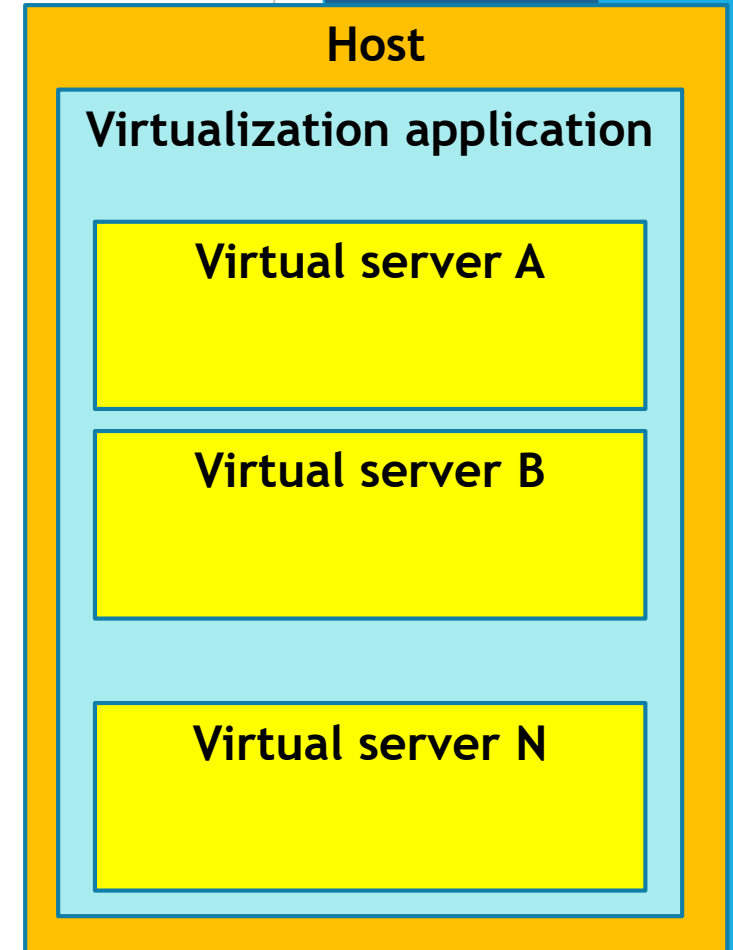 Host
Virtualization application
Virtual server A
Virtual server B
Virtual server N